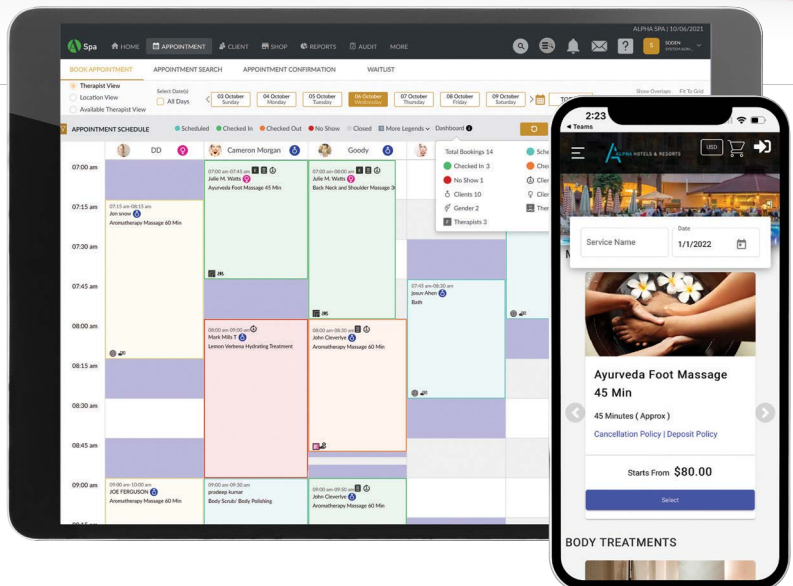 ALPHA SPA | 10/06/2021
Spa
HOME
APPOINTMENT
CLIENT
SHOP
REPORTS
AUDIT
MORE
?
S
SODEN
BOOK APPOINTMENT
APPOINTMENT SEARCH
APPOINTMENT CONFIRMATION
WAITLIST
Therapist View
Location View
Available Therapist View
Select Date(s)
All Days
03 October
Sunday
04 October
Monday
05 October
Tuesday
06 October
Wednesday
07 October
Thursday
08 October
Friday
09 October
Saturday
Show Overlaps
Fit To Grid
APPOINTMENT SCHEDULE
Scheduled
Checked In
Checked Out
No Show
Closed
More Legends
Dashboard
DD
Cameron Morgan
Goody
Total Bookings 14
Checked In 3
No Show 1
Clients 10
Gender 2
Therapists 3
07:00 am
07:15 am
07:30 am
07:45 am
08:00 am
08:15 am
08:30 am
08:45 am
09:00 am
07:15 am-08:15 am
Jon snow
Aromatherapy Massage 60 Min
09:00 am-10:00 am
JOE FERGUSON
Aromatherapy Massage 60 Min
07:00 am-07:45 am
Julie M. Watts
Ayurveda Foot Massage 45 Min
08:00 am-09:00 am
Mark Mills T
Lemon Verbena Hydrating Treatment
09:00 am-09:30 am
pradeep kumar
Body Scrub/ Body Polishing
07:00 am-08:00 am
Julie M. Watts
Back Neck and Shoulder Massage
08:00 am-08:50 am
John Cleverlye
Aromatherapy Massage 60 Min
09:00 am-09:50 am
John Cleverlye
Aromatherapy Massage 60 Min
07:45 am-08:30 am
Josuv Ahen
Bath
2:23
Teams
ALPHA HOTELS & RESORTS
USD
Service Name
Date
1/1/2022
Ayurveda Foot Massage
45 Min
45 Minutes ( Approx )
Cancellation Policy | Deposit Policy
Starts From $80.00
Select
BODY TREATMENTS